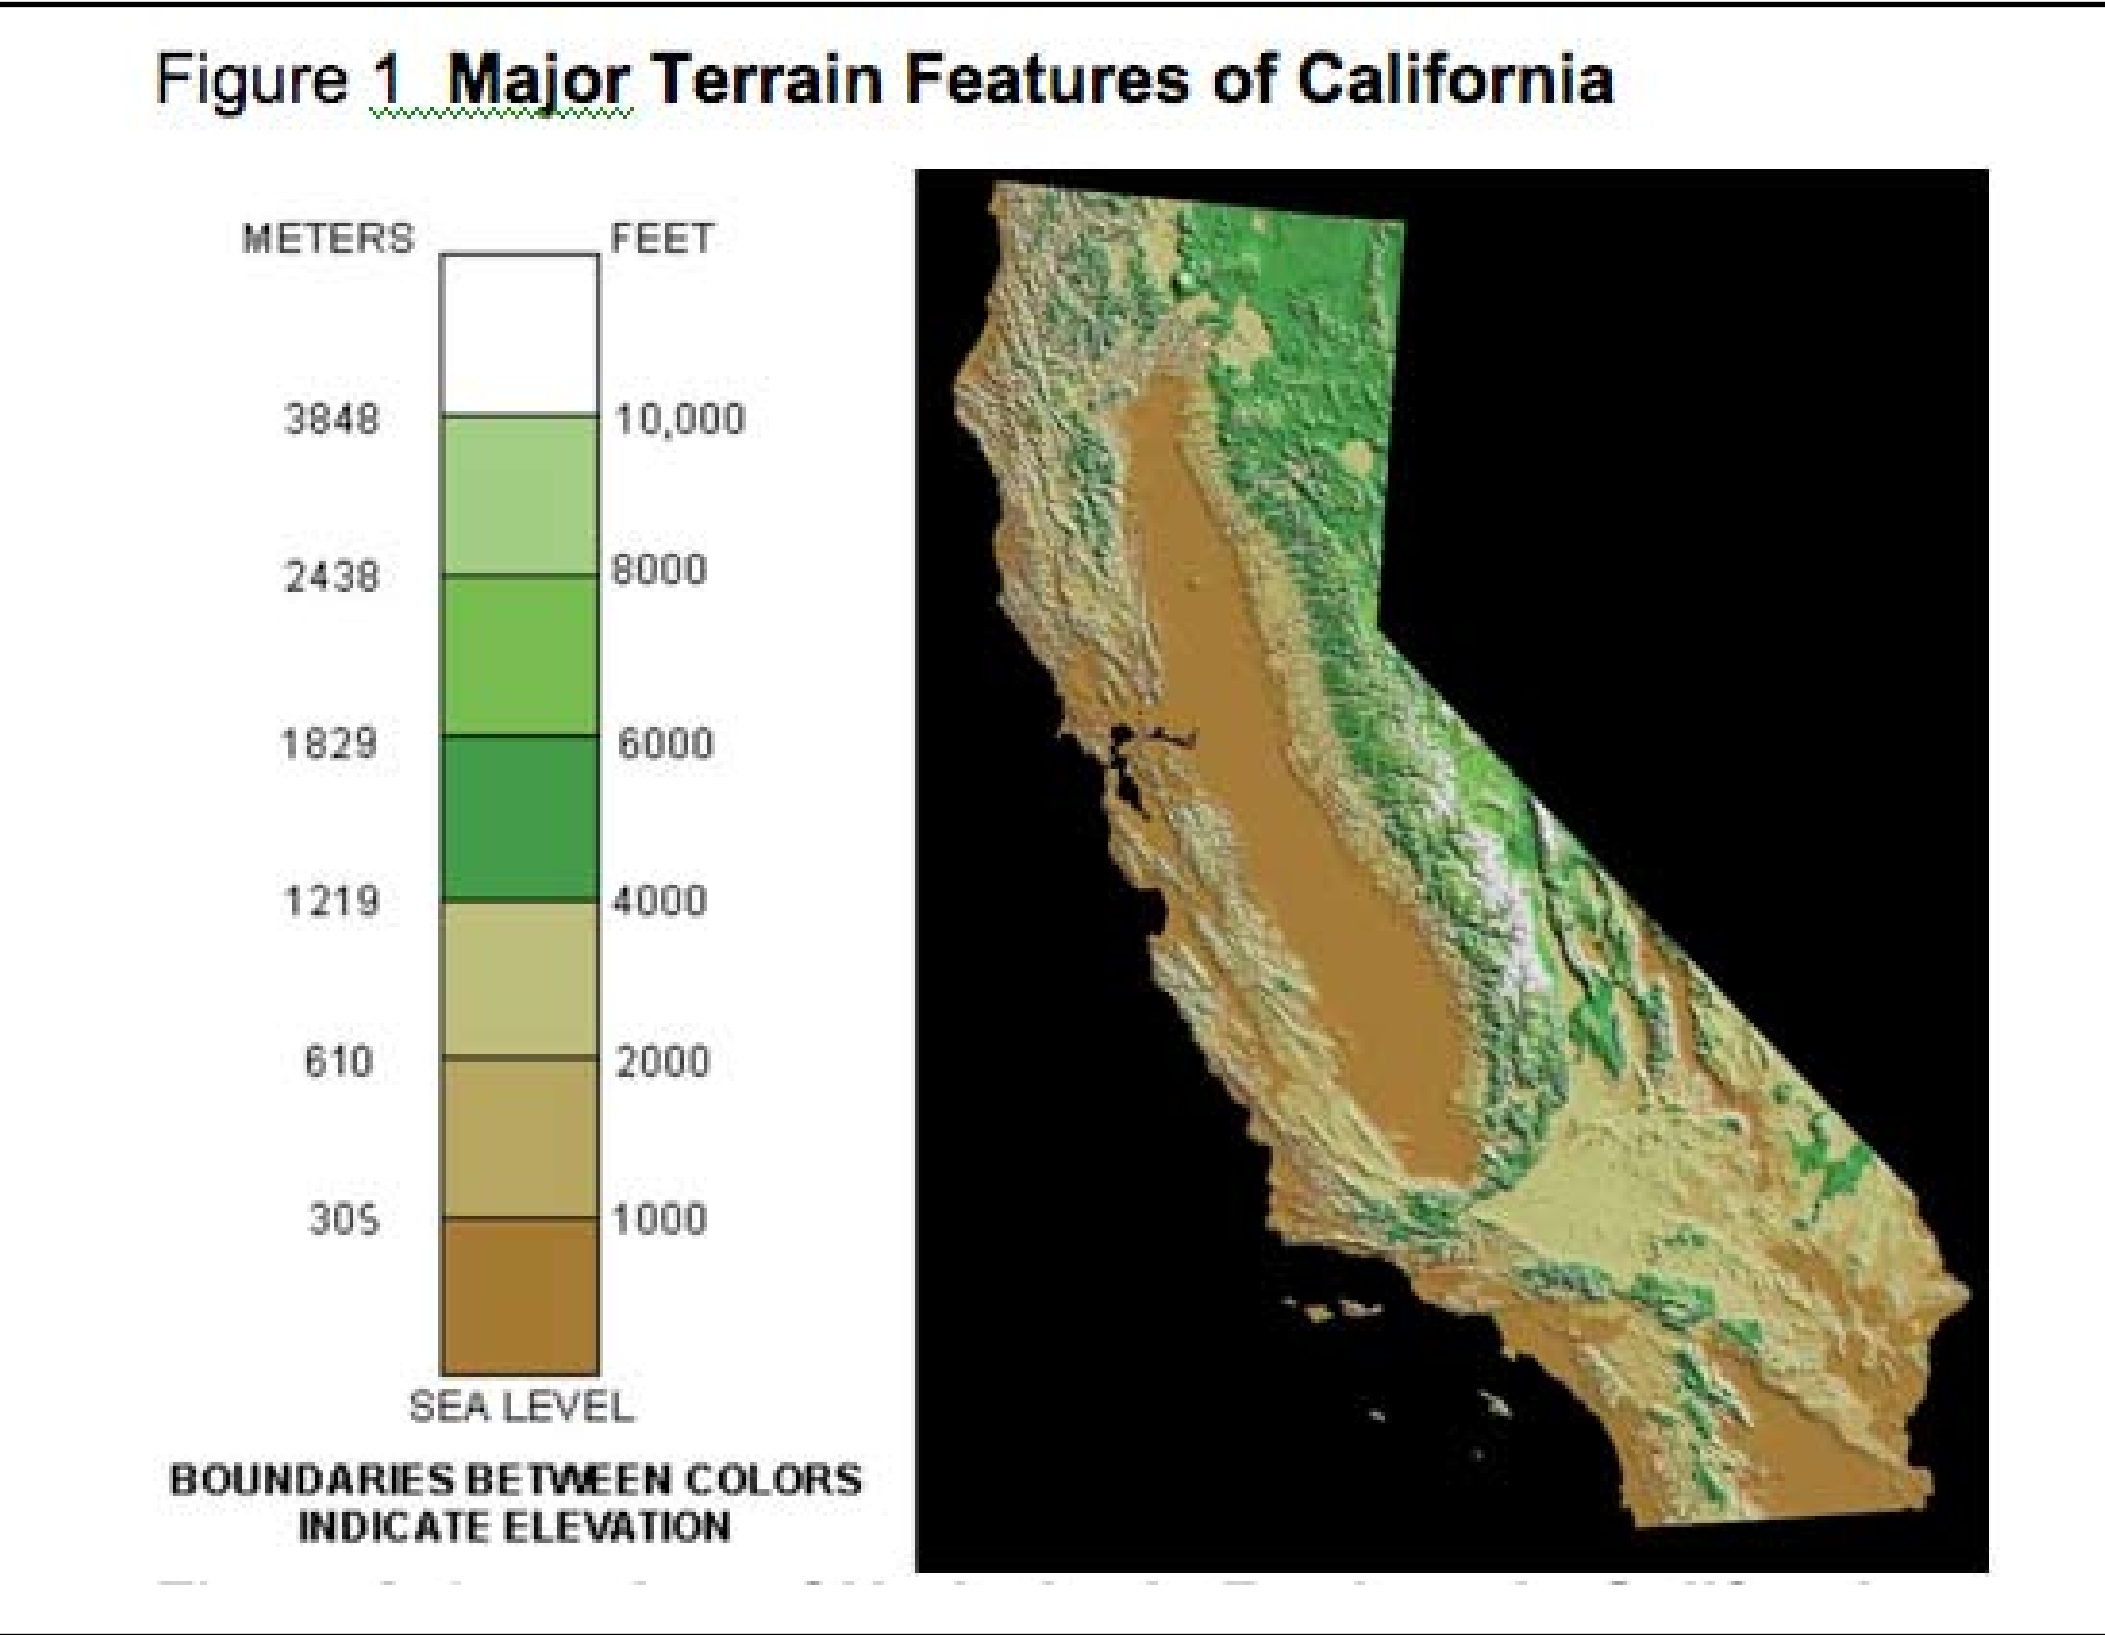 Figure 1 Major Terrain Features of California
METERS FEET
3848 10,000
2438 8000
1829 6000
1219 4000
610 2000
305 1000
SEA LEVEL
BOUNDARIES BETWEEN COLORS
INDICATE ELEVATION